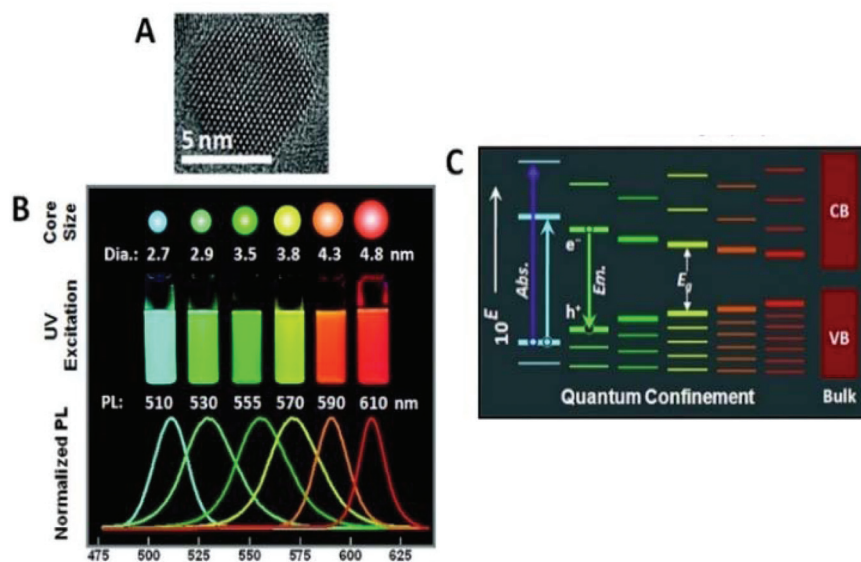 A
5 nm
B
Core Size
Dia.: 2.7 2.9 3.5 3.8 4.3 4.8 nm
UV Excitation
PL: 510 530 555 570 590 610 nm
Normalized PL
475 500 525 550 575 600 625
C
10 E
Abs.
e⁻
Em.
h⁺
E_g
CB
VB
Quantum Confinement
Bulk